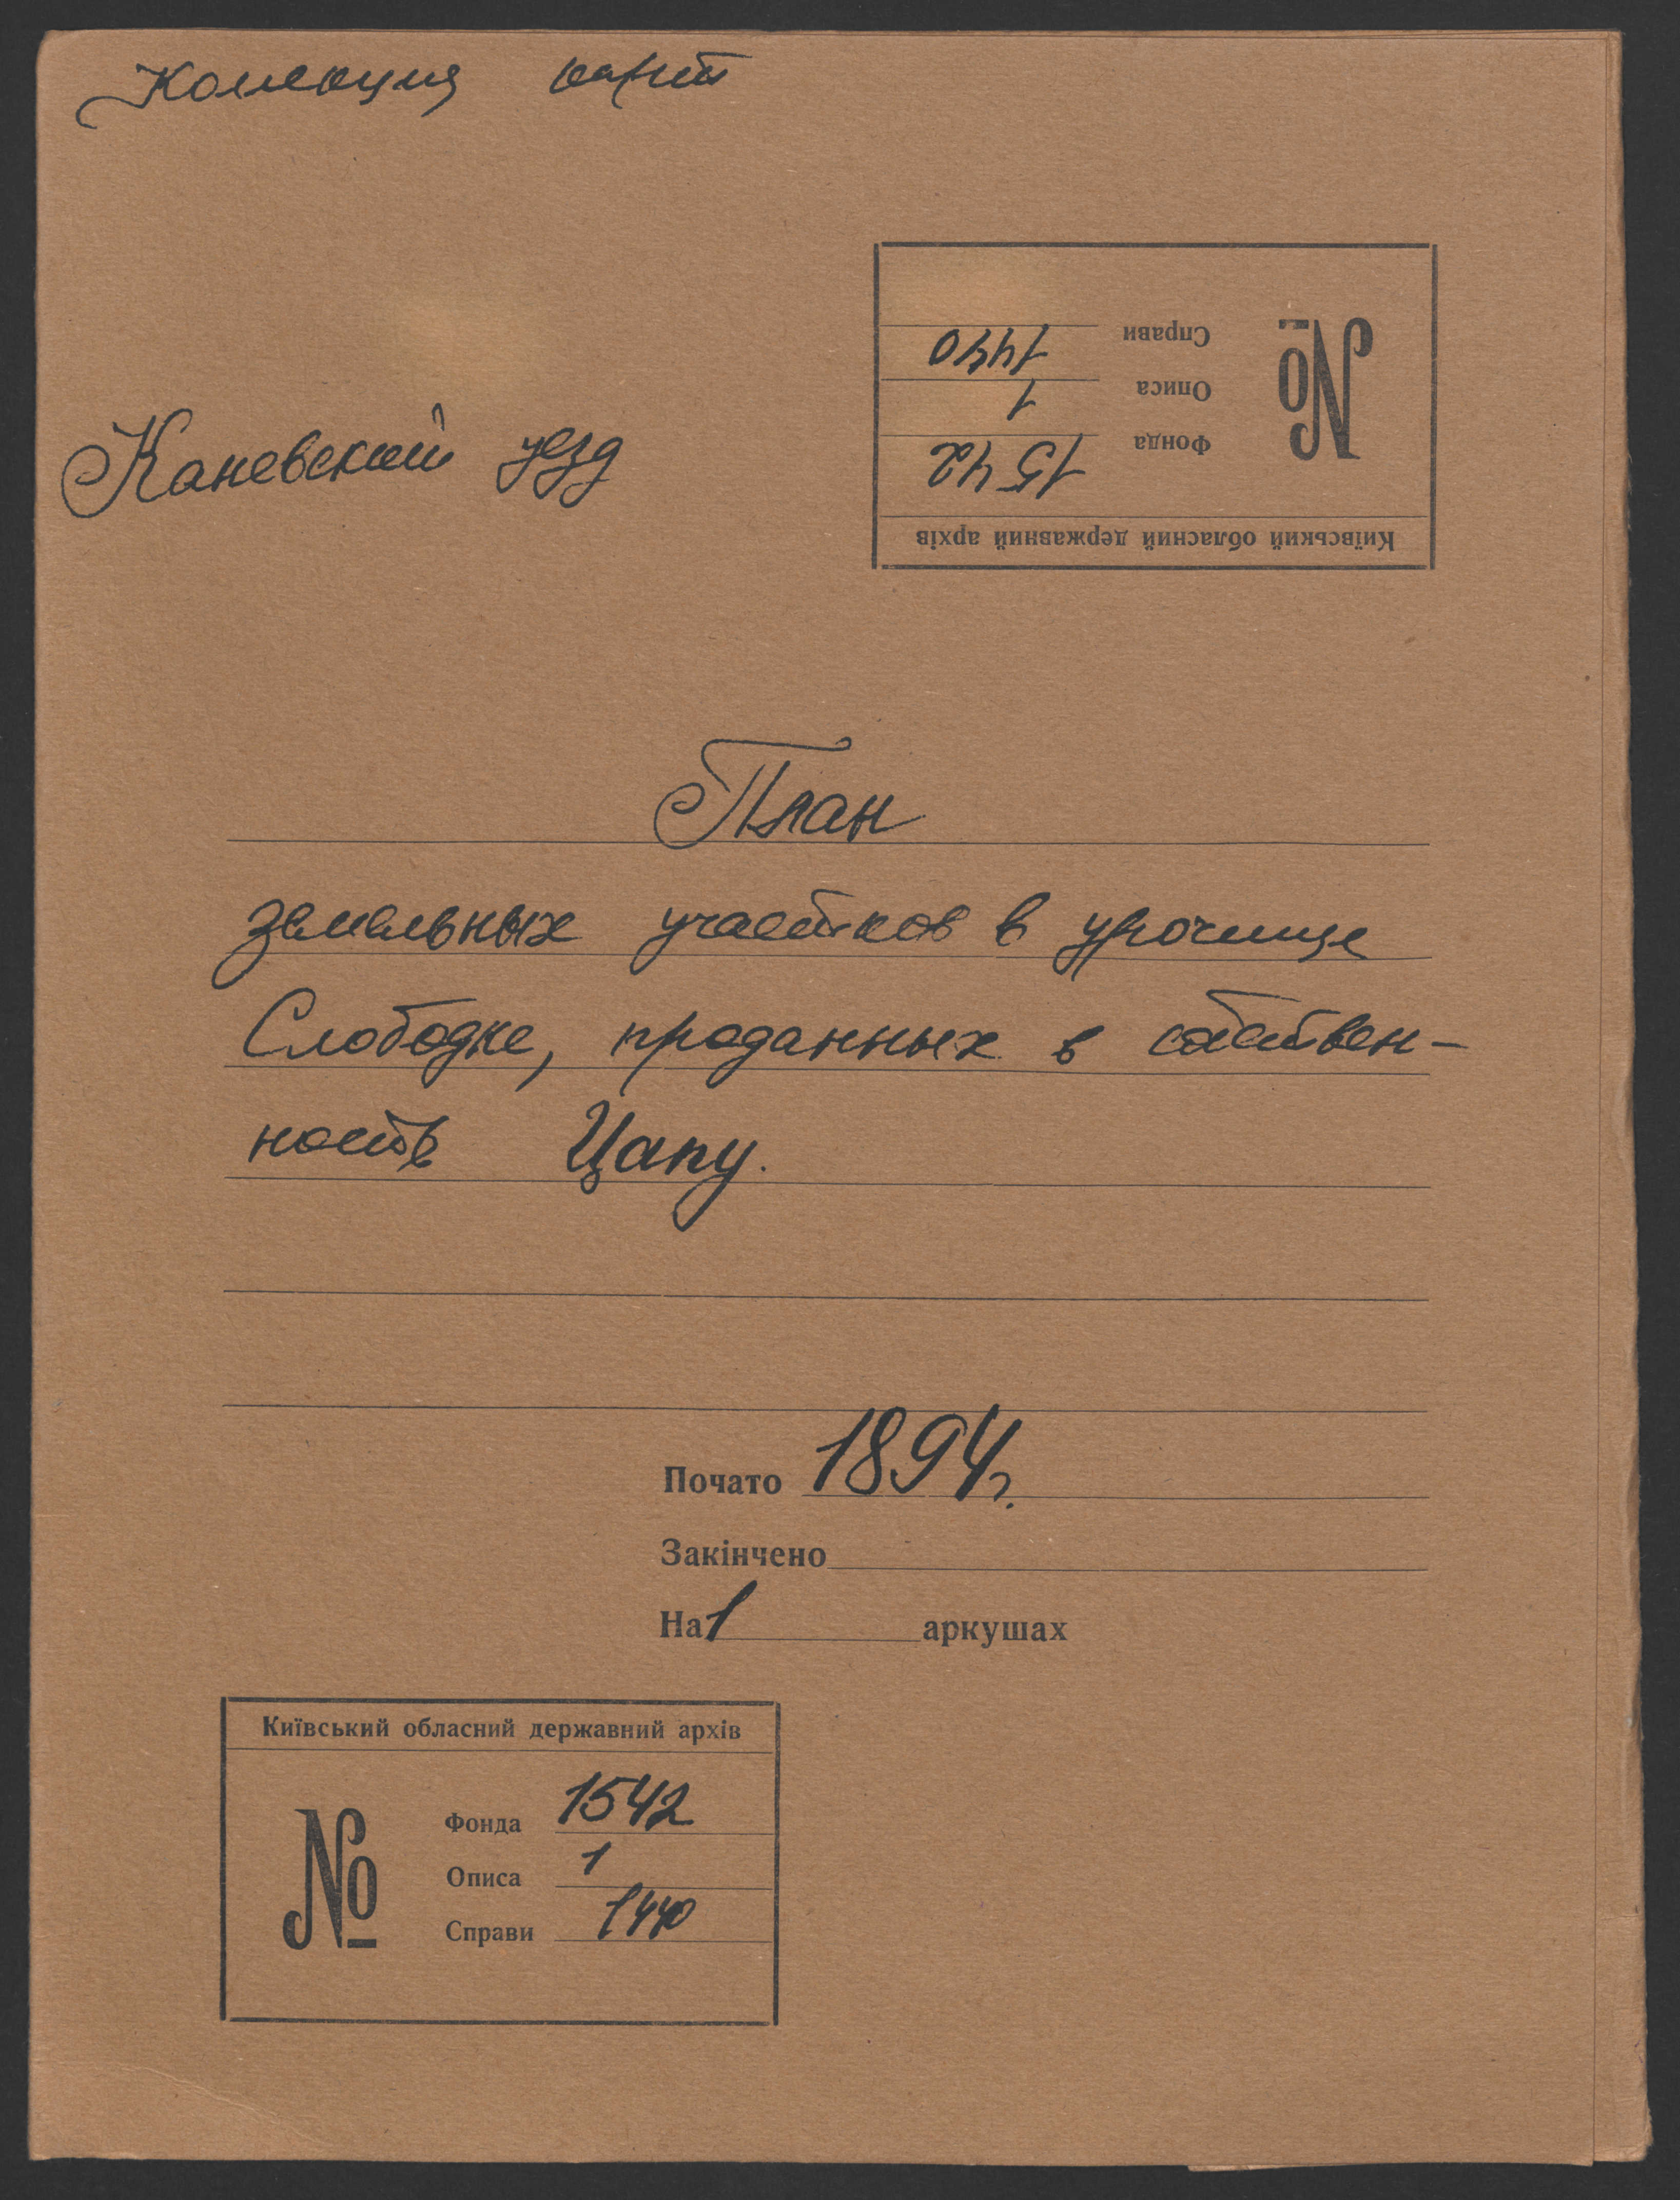 Коллекция карт
Справи 1440
Описа 1
Фонда 1542
Київський обласний державний архів
№
Каневский уезд
План
земельных участков в урочище
Слободке, проданных в собствен-
ность Цапу.
Почато 1894г.
Закінчено
На 1 аркушах
Київський обласний державний архів
№
Фонда 1542
Описа 1
Справи 1440